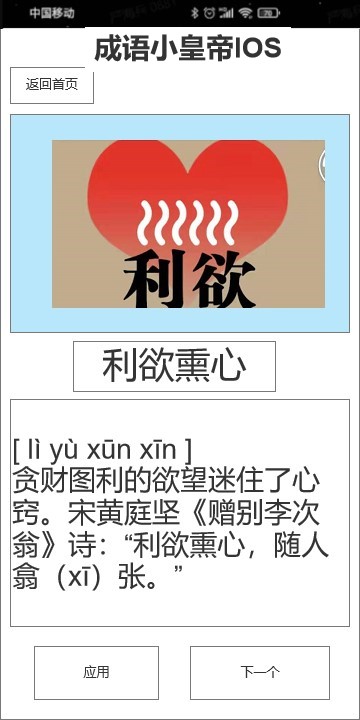 中国移动
70
成语小皇帝IOS
返回首页
利欲
利欲熏心
[ lì yù xūn xīn ]
贪财图利的欲望迷住了心
窍。宋黄庭坚《赠别李次
翁》诗：“利欲熏心，随人
翕（xī）张。”
应用
下一个